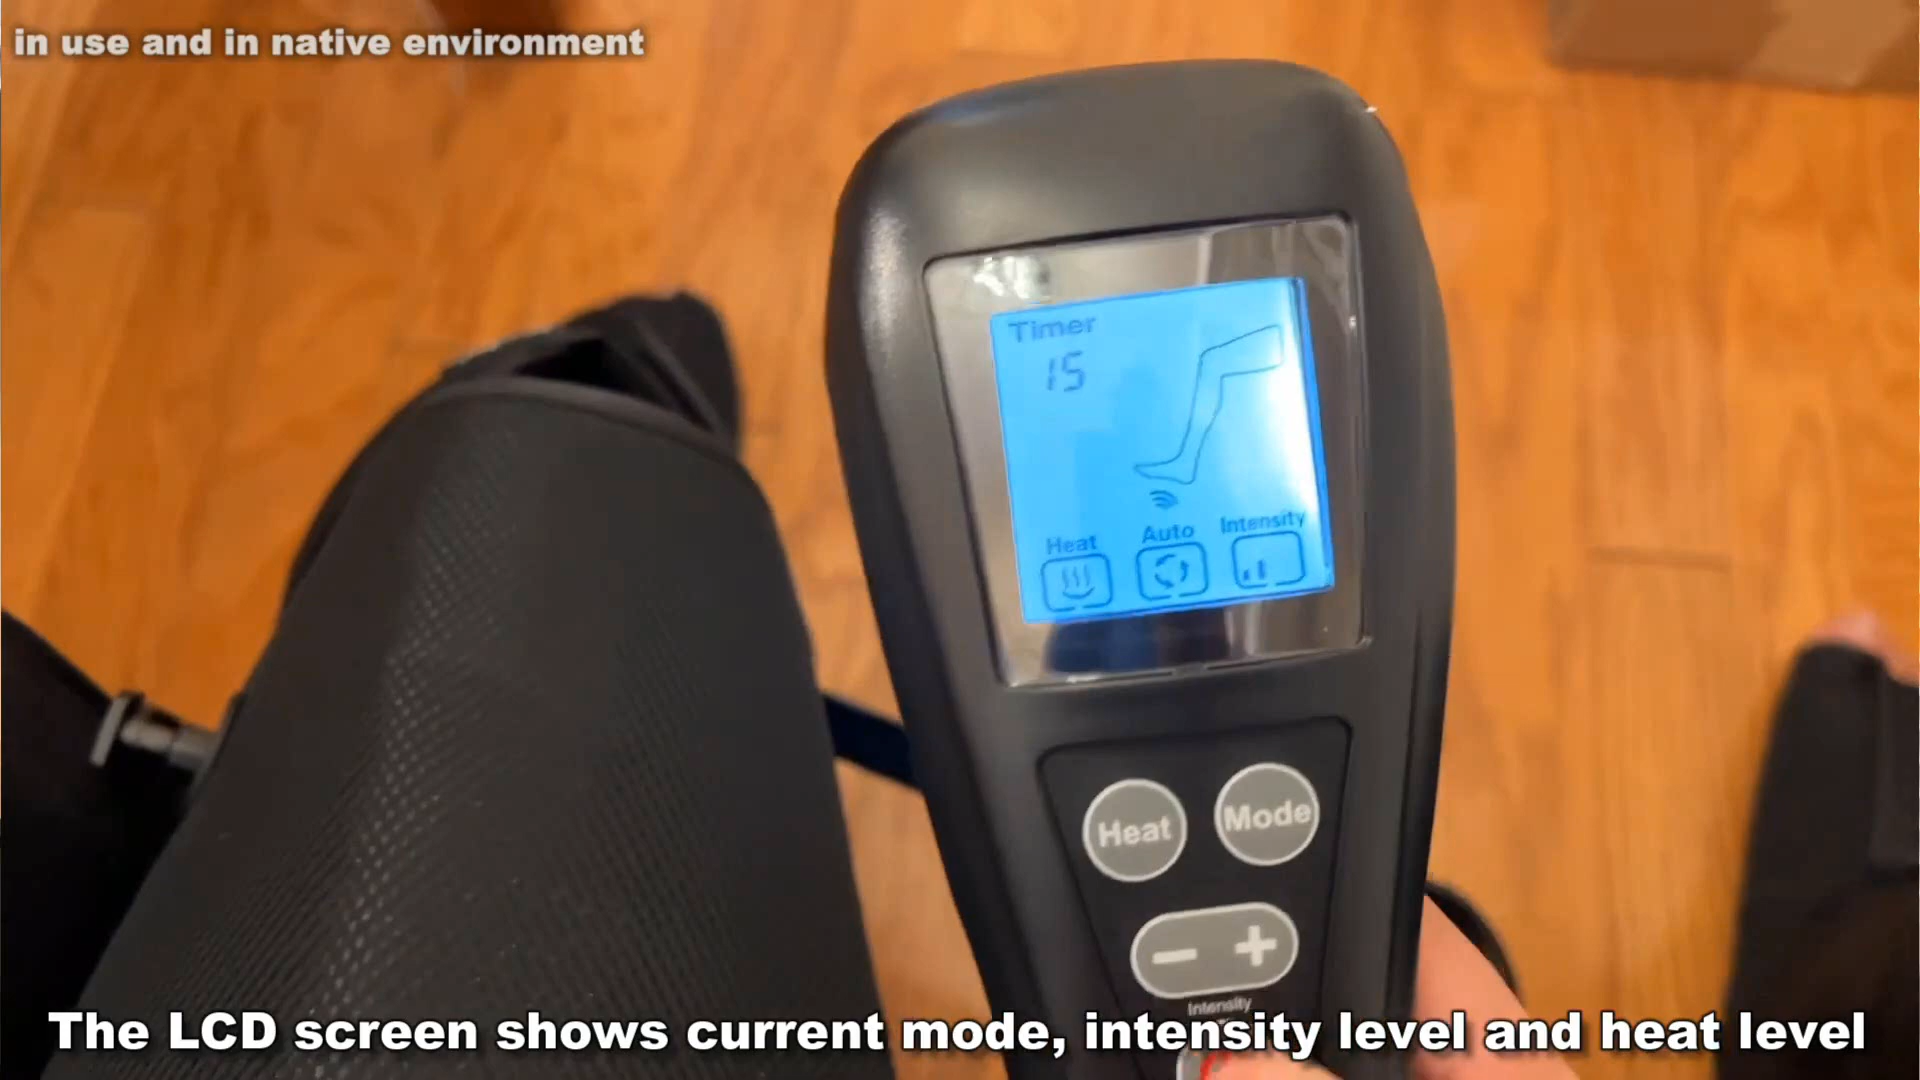 in use and in native environment
Timer
15
Heat Auto Intensity
Heat Mode
− +
Intensity
The LCD screen shows current mode, intensity level and heat level